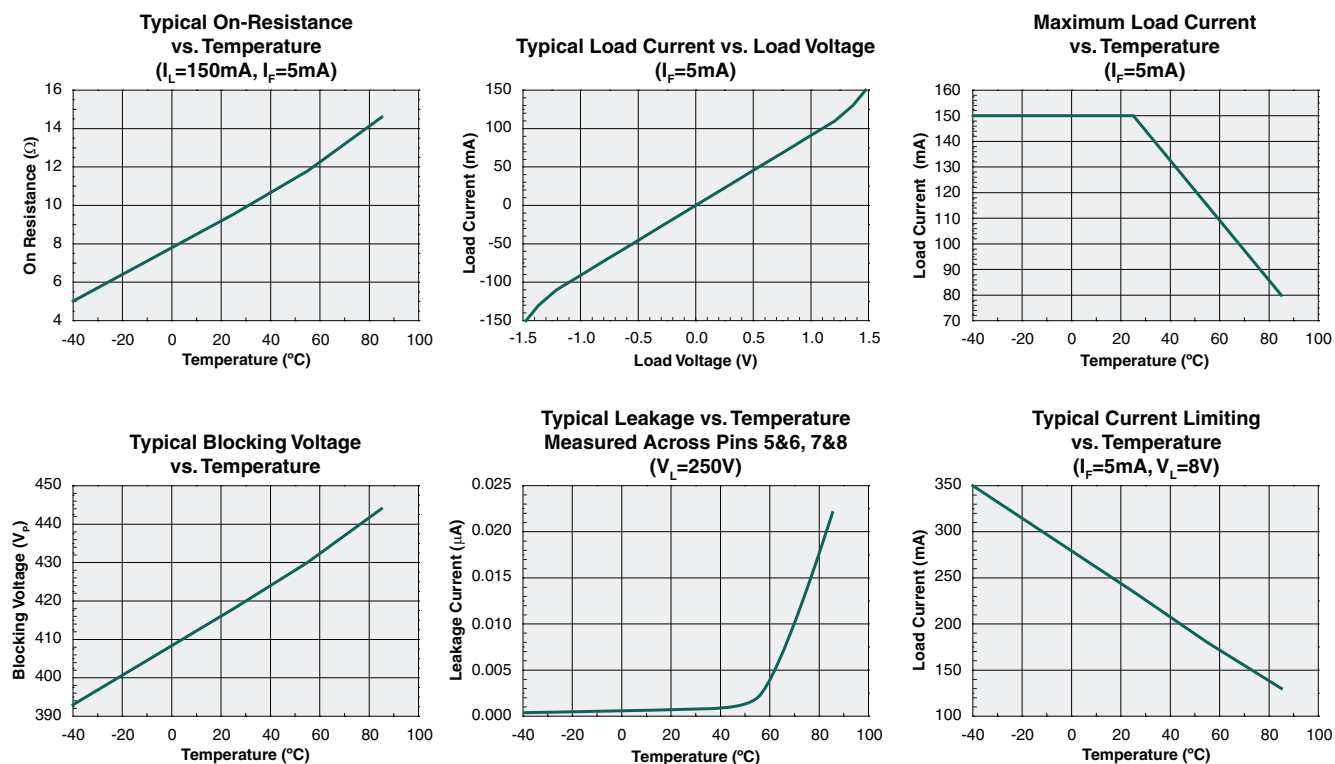 Typical On-Resistance
vs. Temperature
(I_L=150mA, I_F=5mA)
16
14
12
10
8
6
4
On Resistance (Ω)
-40 -20 0 20 40 60 80 100
Temperature (ºC)
Typical Load Current vs. Load Voltage
(I_F=5mA)
150
100
50
0
-50
-100
-150
Load Current (mA)
-1.5 -1.0 -0.5 0.0 0.5 1.0 1.5
Load Voltage (V)
Maximum Load Current
vs. Temperature
(I_F=5mA)
160
150
140
130
120
110
100
90
80
70
Load Current (mA)
-40 -20 0 20 40 60 80 100
Temperature (ºC)
Typical Blocking Voltage
vs. Temperature
450
440
430
420
410
400
390
Blocking Voltage (V_P)
-40 -20 0 20 40 60 80 100
Temperature (ºC)
Typical Leakage vs. Temperature
Measured Across Pins 5&6, 7&8
(V_L=250V)
0.025
0.020
0.015
0.010
0.005
0.000
Leakage Current (μA)
-40 -20 0 20 40 60 80 100
Temperature (ºC)
Typical Current Limiting
vs. Temperature
(I_F=5mA, V_L=8V)
350
300
250
200
150
100
Load Current (mA)
-40 -20 0 20 40 60 80 100
Temperature (ºC)